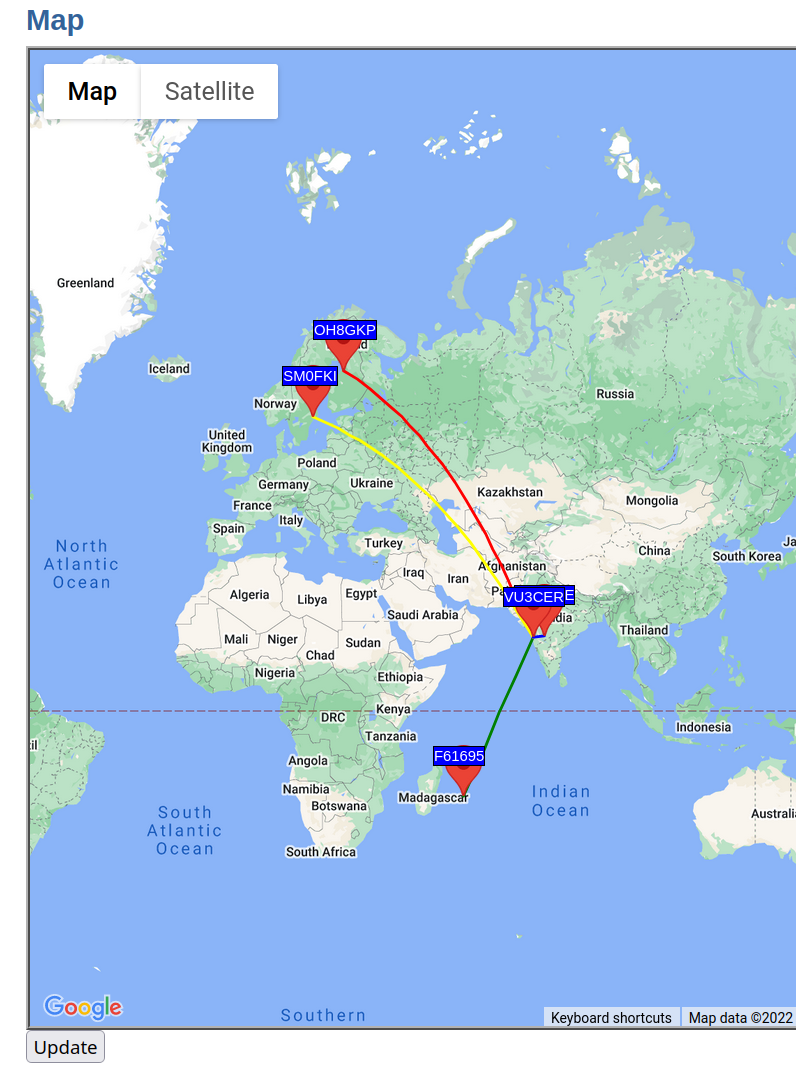 Map
Map
Satellite
Greenland
OH8GKP
Iceland
SM0FKI
Norway
Russia
United
Kingdom
Poland
Germany
Ukraine
Kazakhstan
Mongolia
France
Italy
Spain
North
Atlantic
Ocean
Turkey
China
South Korea
Ja
Afghanistan
Iraq
Iran
Algeria
Libya
Egypt
Pa
VU3CER
E
dia
Saudi Arabia
Thailand
Mali
Niger
Sudan
Chad
Nigeria
Ethiopia
Kenya
DRC
Indonesia
Tanzania
il
F61695
Angola
Namibia
Madagascar
Botswana
Indian
Ocean
South
Atlantic
Ocean
Australia
South Africa
Google
Southern
Keyboard shortcuts
Map data ©2022
Update